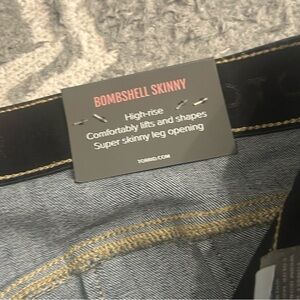 BOMBSHELL SKINNY
High-rise
Comfortably lifts and shapes
Super skinny leg opening
TORRID.COM